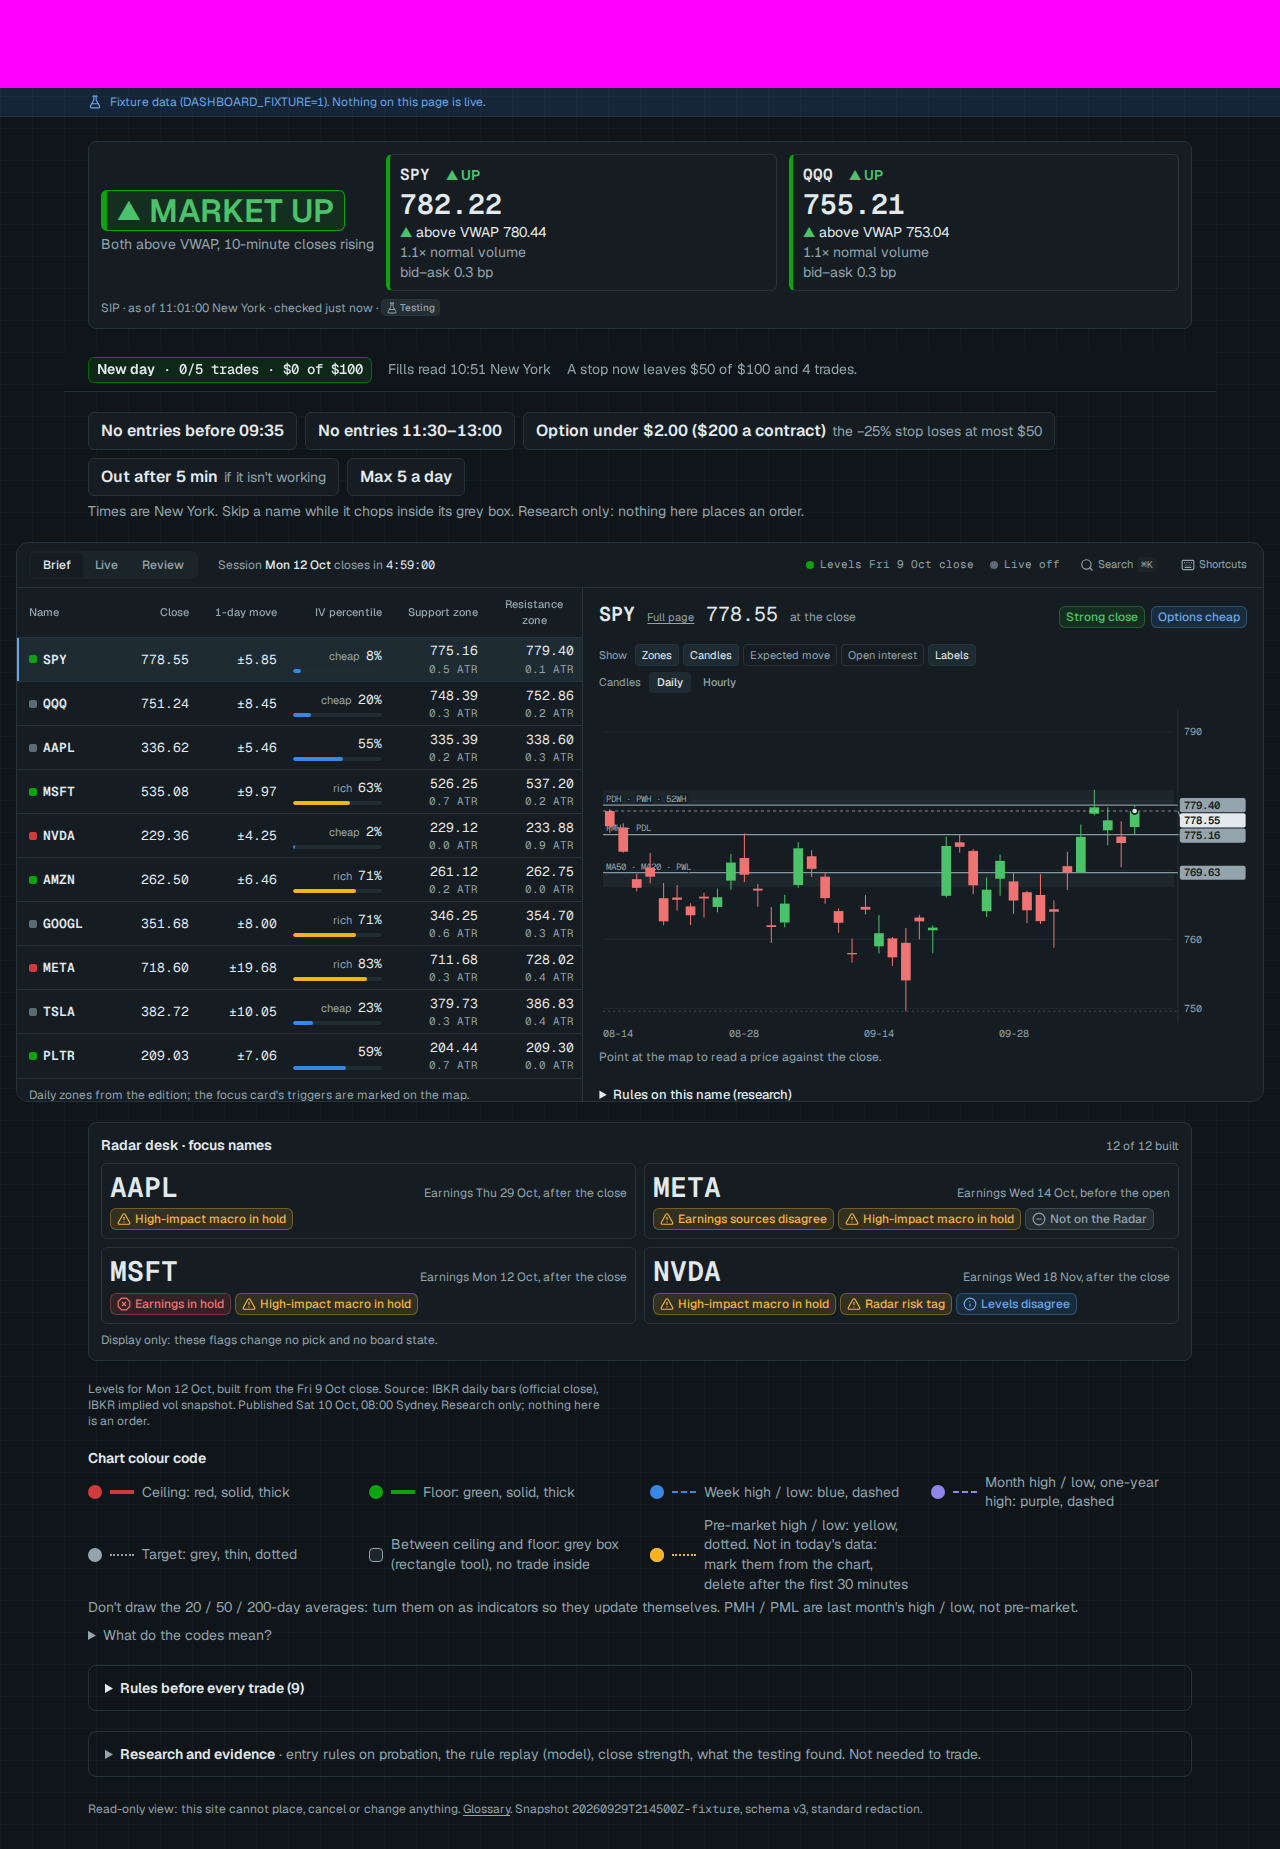 Fixture data (DASHBOARD_FIXTURE=1). Nothing on this page is live.
MARKET UP
Both above VWAP, 10-minute closes rising
SPY UP
782.22
above VWAP 780.44
1.1× normal volume
bid–ask 0.3 bp
QQQ UP
755.21
above VWAP 753.04
1.1× normal volume
bid–ask 0.3 bp
SIP · as of 11:01:00 New York · checked just now · Testing
New day · 0/5 trades · $0 of $100 Fills read 10:51 New York A stop now leaves $50 of $100 and 4 trades.
No entries before 09:35
No entries 11:30–13:00
Option under $2.00 ($200 a contract) the −25% stop loses at most $50
Out after 5 min if it isn't working
Max 5 a day
Times are New York. Skip a name while it chops inside its grey box. Research only: nothing here places an order.
Brief Live Review Session Mon 12 Oct closes in 4:59:00
Levels Fri 9 Oct close Live off Search ⌘K Shortcuts
Name Close 1-day move IV percentile Support zone Resistance zone
SPY 778.55 ±5.85 cheap 8% 775.16 779.40
0.5 ATR 0.1 ATR
QQQ 751.24 ±8.45 cheap 20% 748.39 752.86
0.3 ATR 0.2 ATR
AAPL 336.62 ±5.46 55% 335.39 338.60
0.2 ATR 0.3 ATR
MSFT 535.08 ±9.97 rich 63% 526.25 537.20
0.7 ATR 0.2 ATR
NVDA 229.36 ±4.25 cheap 2% 229.12 233.88
0.0 ATR 0.9 ATR
AMZN 262.50 ±6.46 rich 71% 261.12 262.75
0.2 ATR 0.0 ATR
GOOGL 351.68 ±8.00 rich 71% 346.25 354.70
0.6 ATR 0.3 ATR
META 718.60 ±19.68 rich 83% 711.68 728.02
0.3 ATR 0.4 ATR
TSLA 382.72 ±10.05 cheap 23% 379.73 386.83
0.3 ATR 0.4 ATR
PLTR 209.03 ±7.06 59% 204.44 209.30
0.7 ATR 0.0 ATR
Daily zones from the edition; the focus card's triggers are marked on the map.
SPY Full page 778.55 at the close
Strong close Options cheap
Show Zones Candles Expected move Open interest Labels
Candles Daily Hourly
790
PDH · PWH · 52WH
779.40
778.55
PDL
775.16
MA50 · MA20 · PWL
769.63
760
750
08-14 08-28 09-14 09-28
Point at the map to read a price against the close.
Rules on this name (research)
Radar desk · focus names
12 of 12 built
AAPL
Earnings Thu 29 Oct, after the close
High-impact macro in hold
META
Earnings Wed 14 Oct, before the open
Earnings sources disagree High-impact macro in hold Not on the Radar
MSFT
Earnings Mon 12 Oct, after the close
Earnings in hold High-impact macro in hold
NVDA
Earnings Wed 18 Nov, after the close
High-impact macro in hold Radar risk tag Levels disagree
Display only: these flags change no pick and no board state.
Levels for Mon 12 Oct, built from the Fri 9 Oct close. Source: IBKR daily bars (official close),
IBKR implied vol snapshot. Published Sat 10 Oct, 08:00 Sydney. Research only; nothing here
is an order.
Chart colour code
Ceiling: red, solid, thick
Floor: green, solid, thick
Week high / low: blue, dashed
Month high / low, one-year
high: purple, dashed
Target: grey, thin, dotted
Between ceiling and floor: grey box
(rectangle tool), no trade inside
Pre-market high / low: yellow,
dotted. Not in today's data:
mark them from the chart,
delete after the first 30 minutes
Don't draw the 20 / 50 / 200-day averages: turn them on as indicators so they update themselves. PMH / PML are last month's high / low, not pre-market.
What do the codes mean?
Rules before every trade (9)
Research and evidence · entry rules on probation, the rule replay (model), close strength, what the testing found. Not needed to trade.
Read-only view: this site cannot place, cancel or change anything. Glossary. Snapshot 20260929T214500Z-fixture, schema v3, standard redaction.